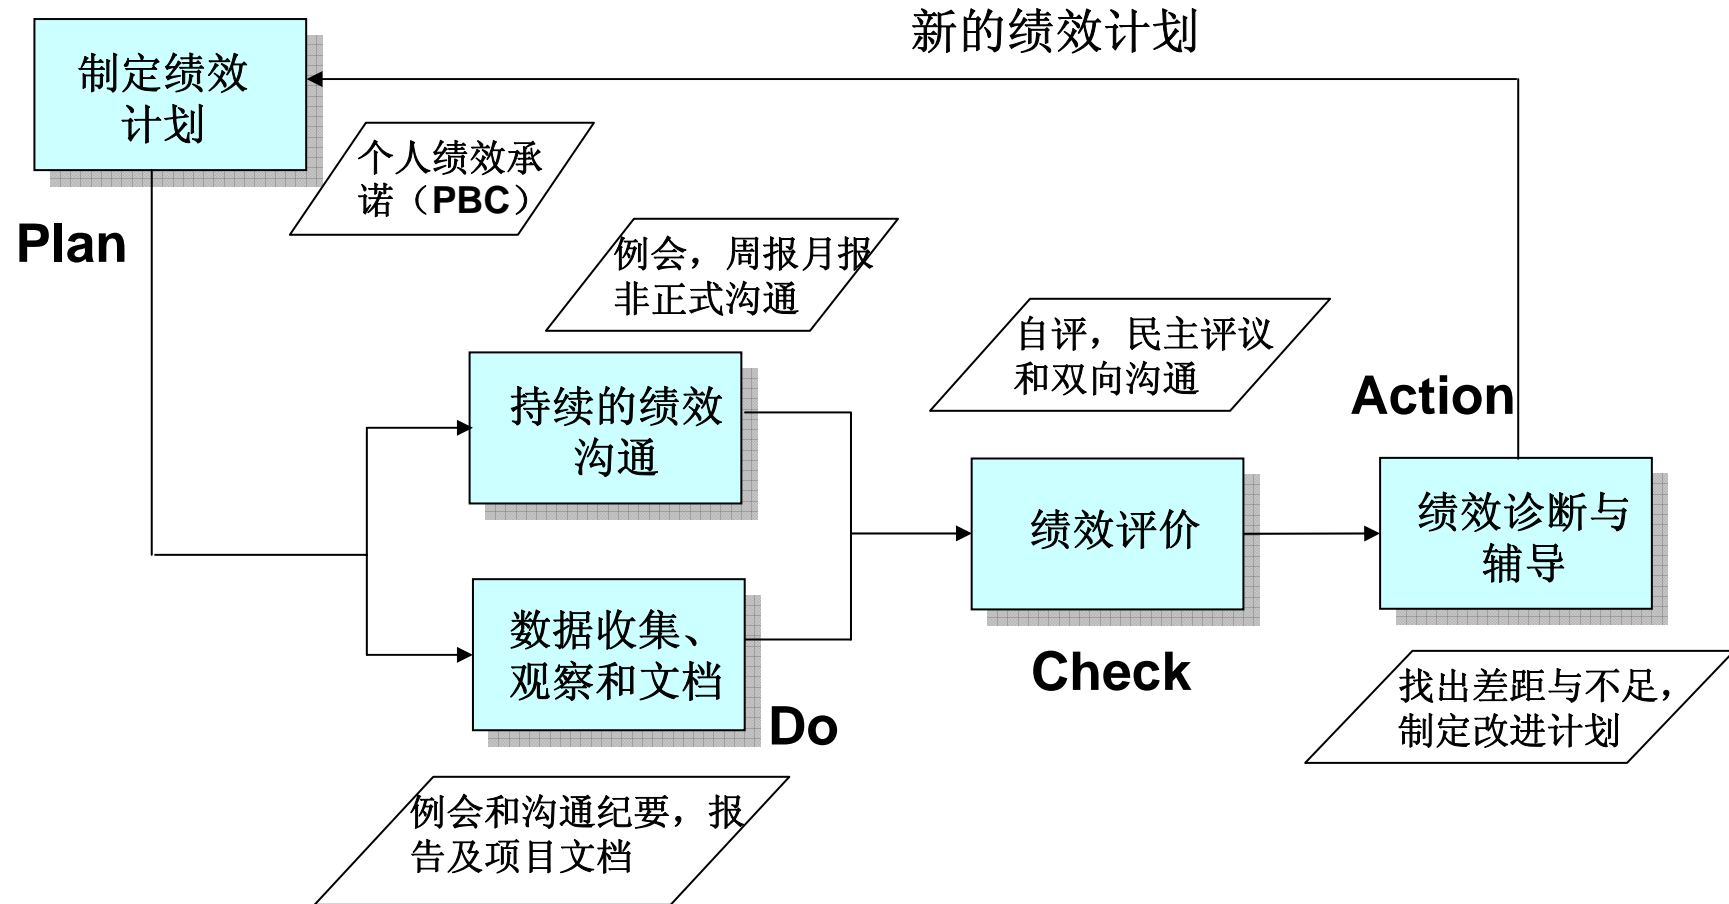 新的绩效计划
制定绩效
计划
个人绩效承
诺（PBC）
Plan
例会，周报月报
非正式沟通
自评，民主评议
和双向沟通
Action
持续的绩效
沟通
绩效评价
绩效诊断与
辅导
数据收集、
观察和文档
Do
Check
找出差距与不足，
制定改进计划
例会和沟通纪要，报
告及项目文档